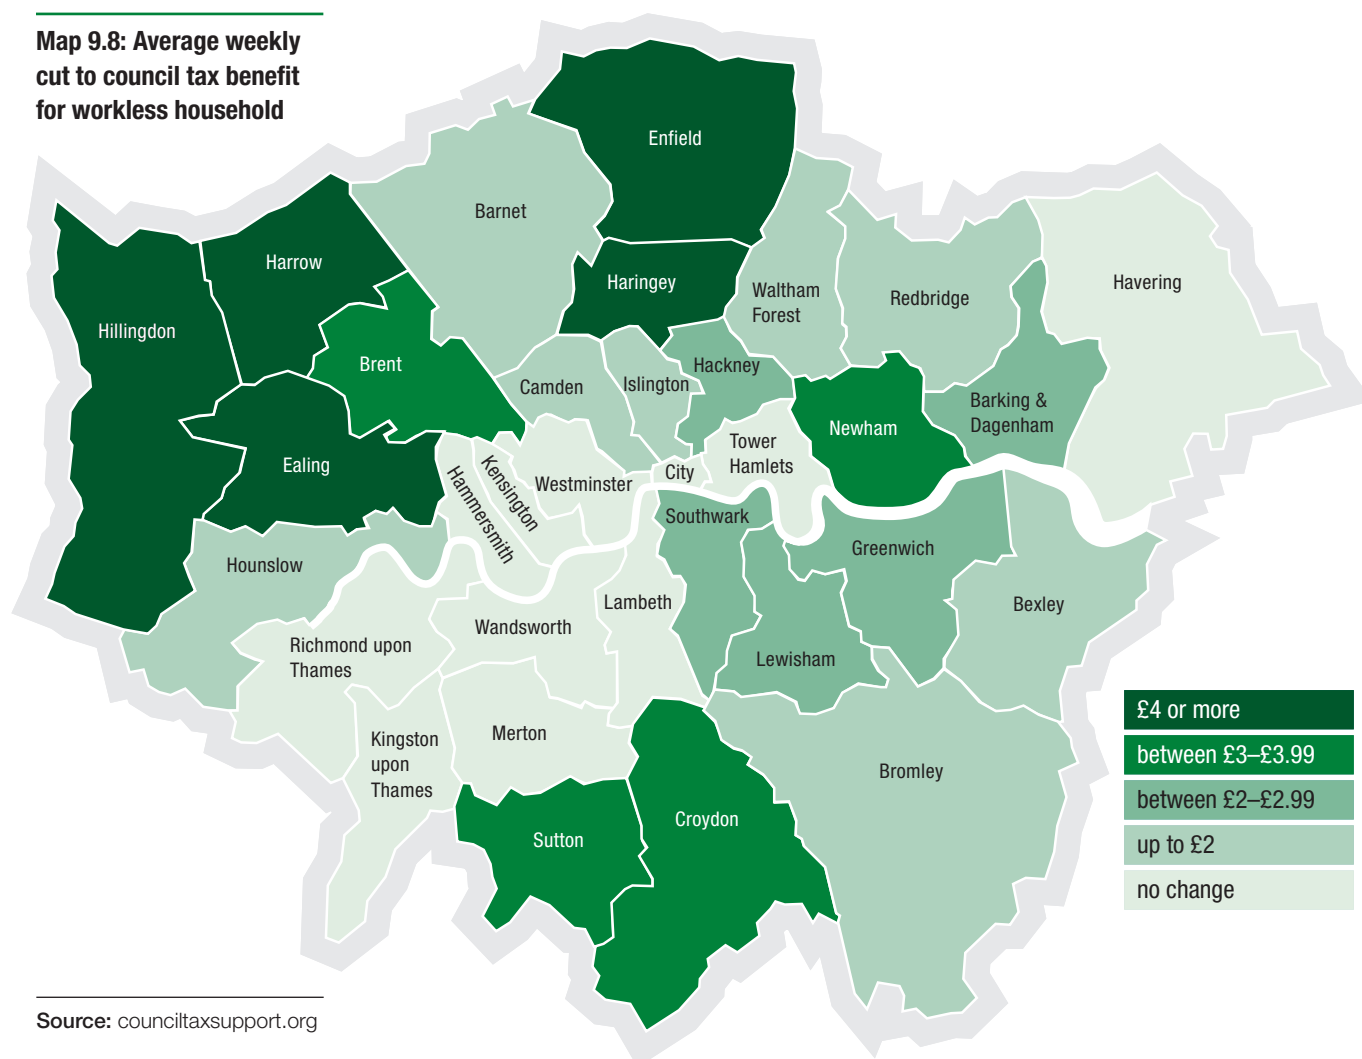 Map 9.8: Average weekly
cut to council tax benefit
for workless household
Enfield
Barnet
Harrow
Haringey
Waltham
Forest
Redbridge
Havering
Hillingdon
Brent
Hackney
Camden
Islington
Barking &
Dagenham
Newham
Tower
Hamlets
Ealing
Kensington
Hammersmith
Westminster
City
Southwark
Greenwich
Hounslow
Lambeth
Bexley
Wandsworth
Richmond upon
Thames
Lewisham
Merton
Kingston
upon
Thames
Bromley
Croydon
Sutton
£4 or more
between £3–£3.99
between £2–£2.99
up to £2
no change
Source: counciltaxsupport.org